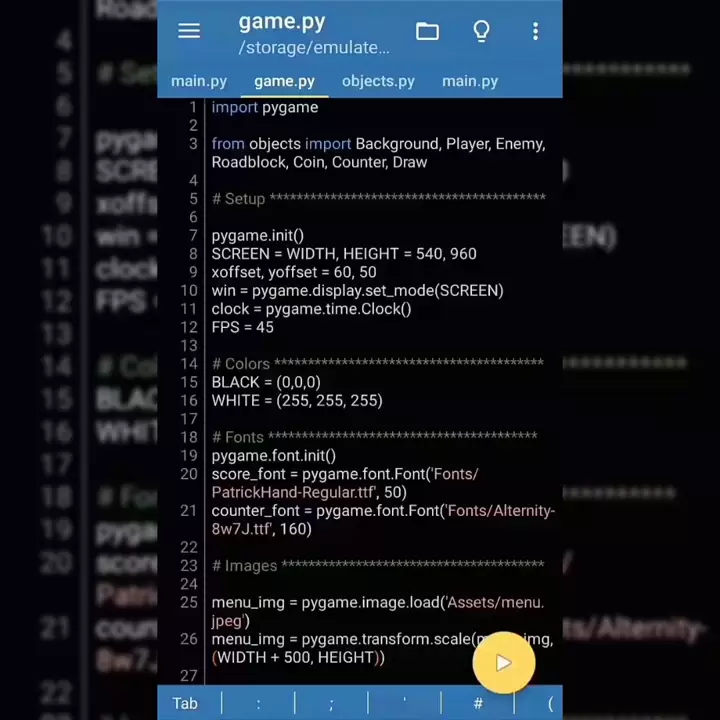 game.py
/storage/emulate...
main.py game.py objects.py main.py
1 import pygame
2
3 from objects import Background, Player, Enemy,
Roadblock, Coin, Counter, Draw
4
5 # Setup *****************************************
6
7 pygame.init()
8 SCREEN = WIDTH, HEIGHT = 540, 960
9 xoffset, yoffset = 60, 50
10 win = pygame.display.set_mode(SCREEN)
11 clock = pygame.time.Clock()
12 FPS = 45
13
14 # Colors ****************************************
15 BLACK = (0,0,0)
16 WHITE = (255, 255, 255)
17
18 # Fonts ****************************************
19 pygame.font.init()
20 score_font = pygame.font.Font('Fonts/
PatrickHand-Regular.ttf', 50)
21 counter_font = pygame.font.Font('Fonts/Alternity-
8w7J.ttf', 160)
22
23 # Images ***************************************
24
25 menu_img = pygame.image.load('Assets/menu.
jpeg')
26 menu_img = pygame.transform.scale( img,
(WIDTH + 500, HEIGHT))
27
Tab : ; ' # (